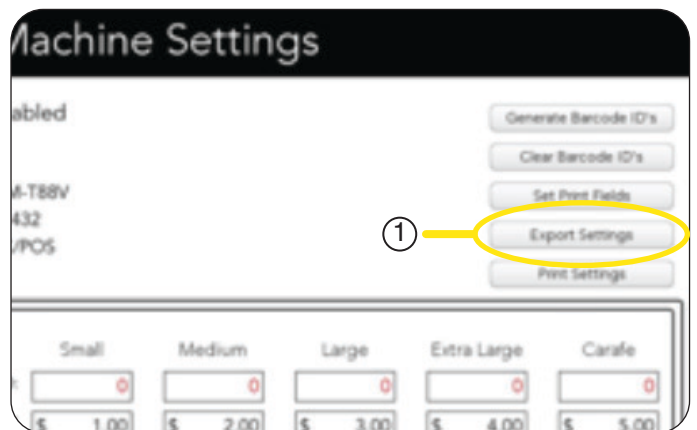 Machine Settings
abled
Generate Barcode ID's
Clear Barcode ID's
M-T88V
Set Print Fields
432
1
Export Settings
/POS
Print Settings
Small Medium Large Extra Large Carafe
0 0 0 0 0
$ 1.00 $ 2.00 $ 3.00 $ 4.00 $ 5.00